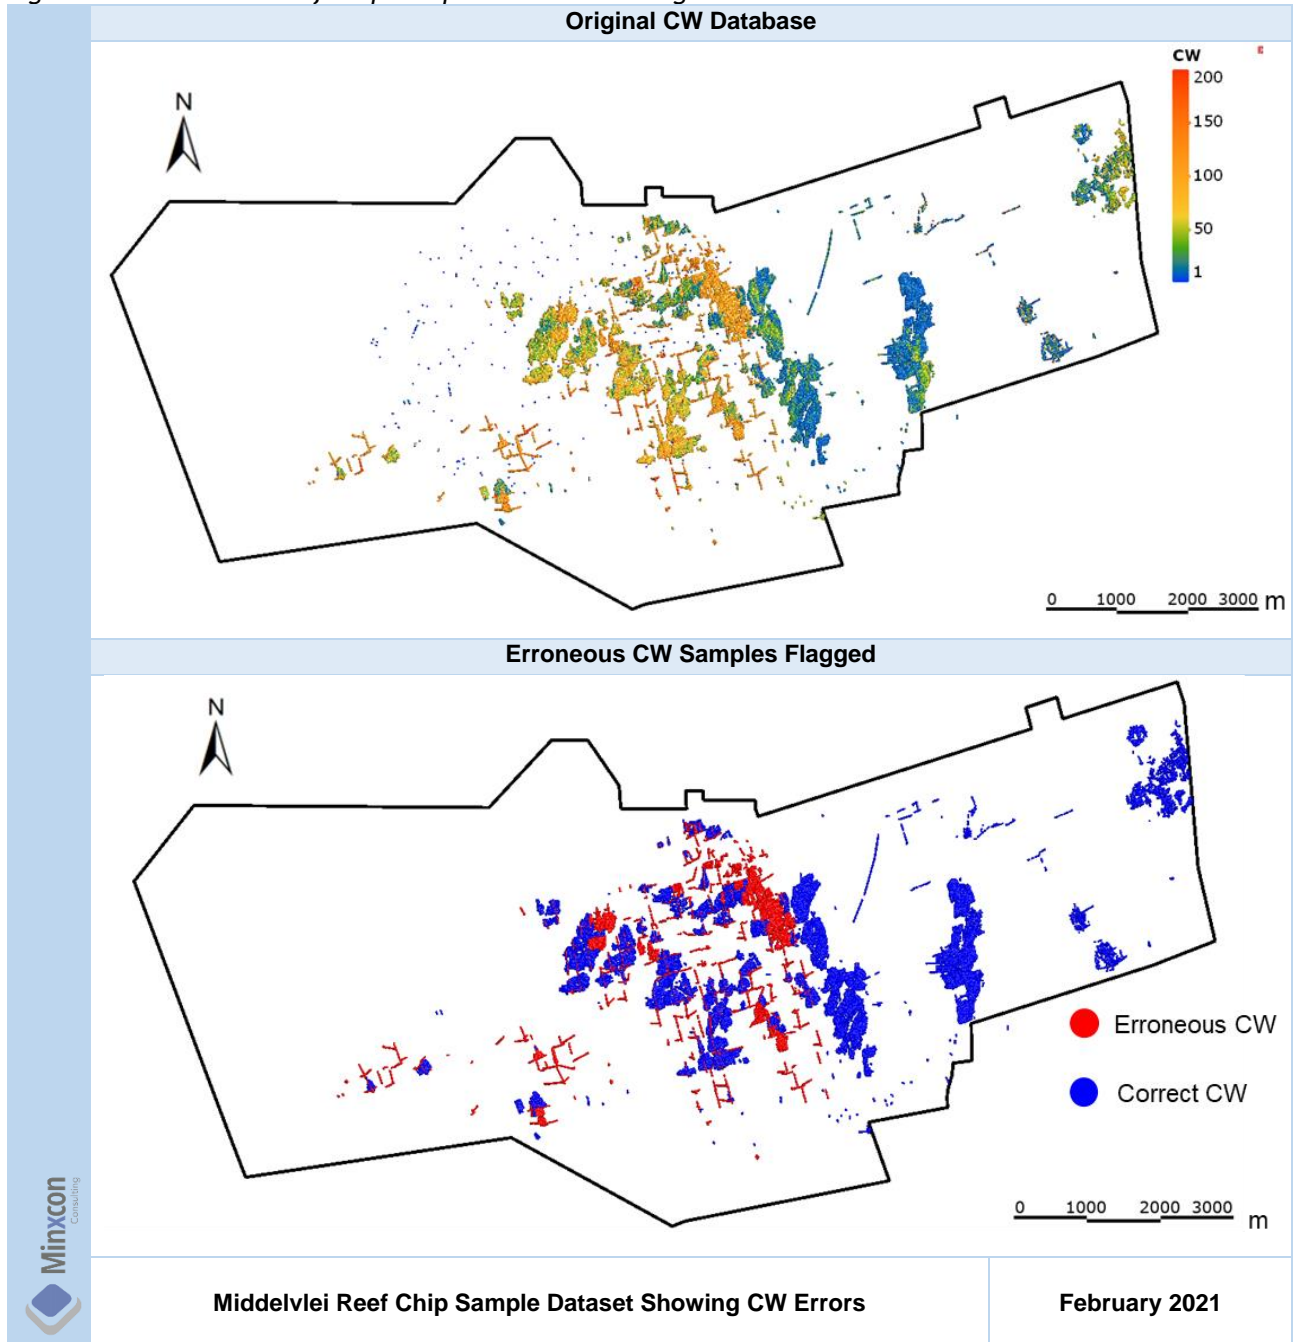 Original CW Database
CW
200
150
100
50
1
N
0 1000 2000 3000 m
Erroneous CW Samples Flagged
N
Erroneous CW
Correct CW
0 1000 2000 3000 m
Minxcon
Consulting
Middelvlei Reef Chip Sample Dataset Showing CW Errors
February 2021